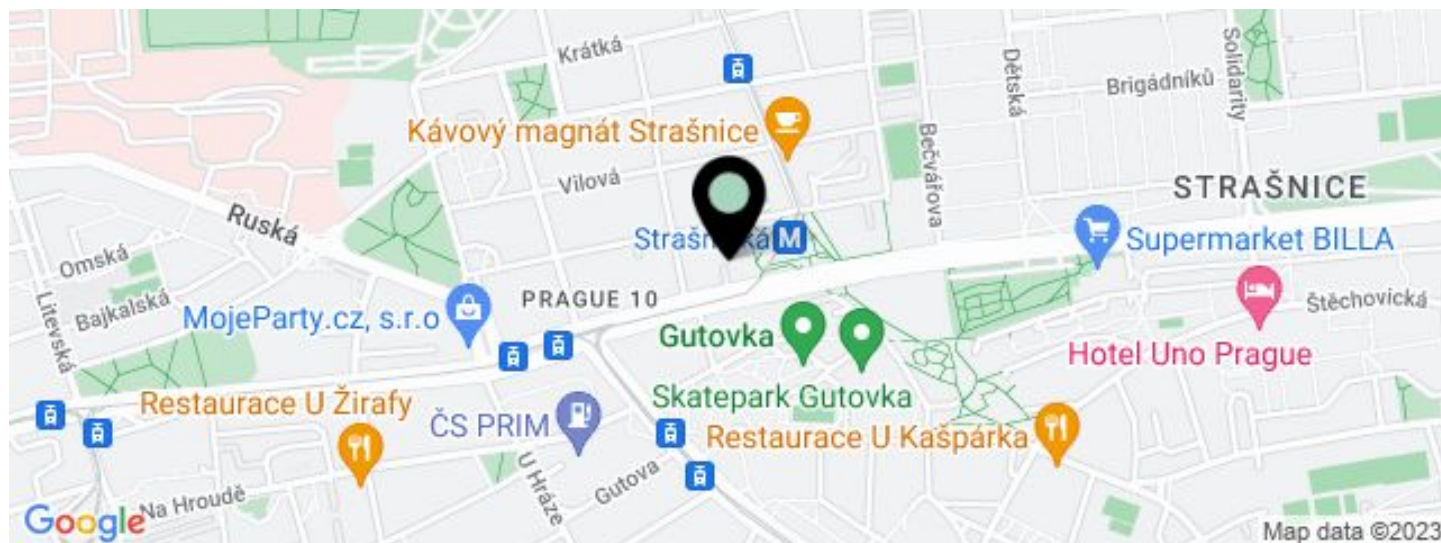 Krátká
Dětská
Solidarity
Brigádníků
Kávový magnát Strašnice
Bečvářova
Vilová
STRAŠNICE
Ruská
M
Supermarket BILLA
Omská
PRAGUE 10
Štěchovická
Litevská
Bajkalská
MojeParty.cz, s.r.o
Gutovka
Hotel Uno Prague
Skatepark Gutovka
Restaurace U Žirafy
ČS PRIM
Restaurace U Kašpárka
U Hráze
Gutova
Na Hroudě
Google
Map data ©2023